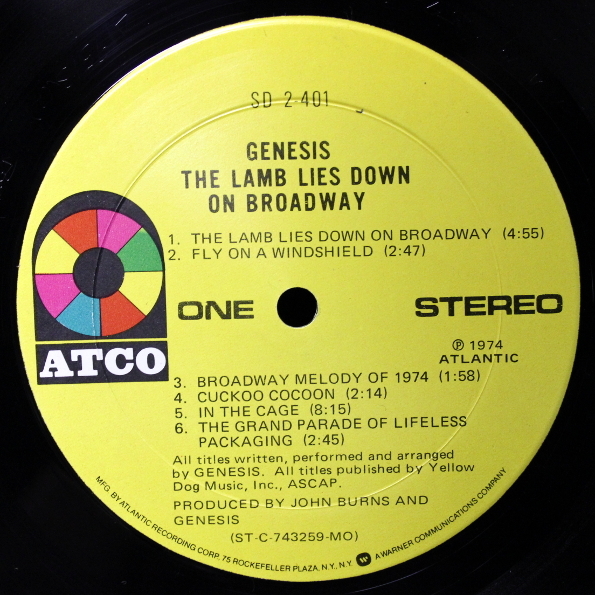 SD 2-401
GENESIS
THE LAMB LIES DOWN
ON BROADWAY
1. THE LAMB LIES DOWN ON BROADWAY (4:55)
2. FLY ON A WINDSHIELD (2:47)
ONE
STEREO
ATCO
℗ 1974
ATLANTIC
3. BROADWAY MELODY OF 1974 (1:58)
4. CUCKOO COCOON (2:14)
5. IN THE CAGE (8:15)
6. THE GRAND PARADE OF LIFELESS
PACKAGING (2:45)
All titles written, performed and arranged
by GENESIS. All titles published by Yellow
Dog Music, Inc., ASCAP.
PRODUCED BY JOHN BURNS AND
GENESIS
(ST-C-743259-MO)
MFG. BY ATLANTIC RECORDING CORP. 75 ROCKEFELLER PLAZA, N.Y., N.Y. A WARNER COMMUNICATIONS COMPANY